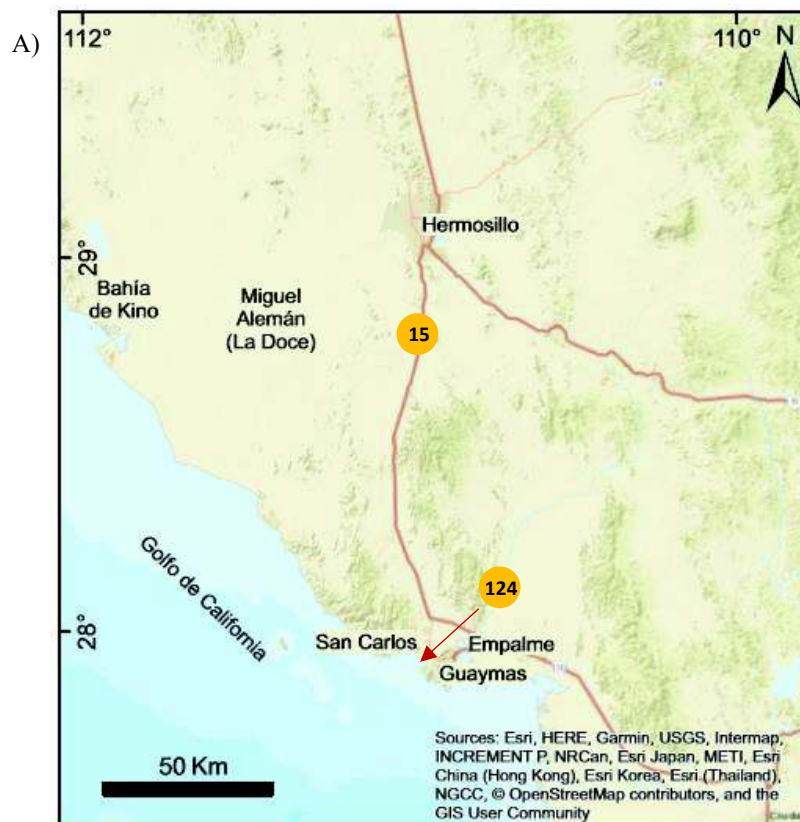 A)
112°
110°
N
Hermosillo
29°
Bahía
de Kino
Miguel
Alemán
(La Doce)
15
Golfo de California
124
28°
San Carlos
Empalme
Guaymas
Sources: Esri, HERE, Garmin, USGS, Intermap,
INCREMENT P, NRCan, Esri Japan, METI, Esri
China (Hong Kong), Esri Korea, Esri (Thailand),
NGCC, © OpenStreetMap contributors, and the
GIS User Community
50 Km